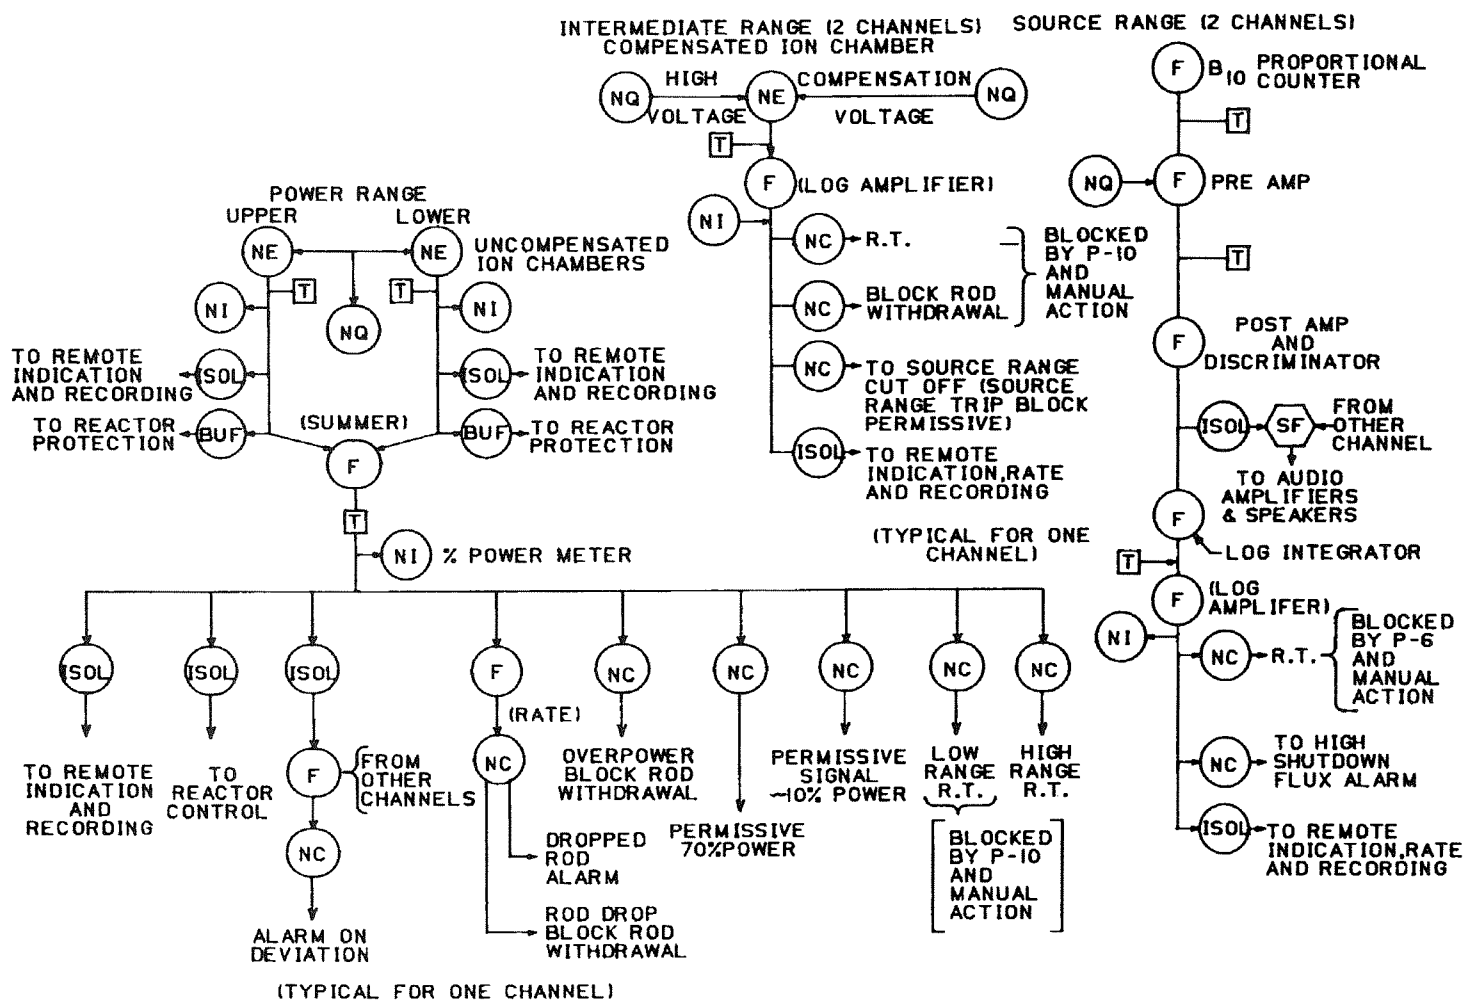 INTERMEDIATE RANGE (2 CHANNELS)
COMPENSATED ION CHAMBER
NQ
HIGH
VOLTAGE
NE
COMPENSATION
VOLTAGE
NQ
T
F
(LOG AMPLIFIER)
NI
NC
R.T.
NC
BLOCK ROD
WITHDRAWAL
BLOCKED
BY P-10
AND
MANUAL
ACTION
NC
TO SOURCE RANGE
CUT OFF (SOURCE
RANGE TRIP BLOCK
PERMISSIVE)
ISOL
TO REMOTE
INDICATION,RATE
AND RECORDING
(TYPICAL FOR ONE
CHANNEL)
SOURCE RANGE (2 CHANNELS)
F
B10 PROPORTIONAL
COUNTER
T
NQ
F
PRE AMP
T
F
POST AMP
AND
DISCRIMINATOR
ISOL
SF
FROM
OTHER
CHANNEL
TO AUDIO
AMPLIFIERS
& SPEAKERS
F
LOG INTEGRATOR
T
F
(LOG
AMPLIFER)
NI
NC
R.T.
BLOCKED
BY P-6
AND
MANUAL
ACTION
NC
TO HIGH
SHUTDOWN
FLUX ALARM
ISOL
TO REMOTE
INDICATION,RATE
AND RECORDING
POWER RANGE
UPPER
LOWER
NE
NE
UNCOMPENSATED
ION CHAMBERS
T
T
NI
NQ
NI
TO REMOTE
INDICATION
AND RECORDING
ISOL
ISOL
TO REMOTE
INDICATION
AND RECORDING
TO REACTOR
PROTECTION
BUF
(SUMMER)
BUF
TO REACTOR
PROTECTION
F
T
NI
% POWER METER
ISOL
TO REMOTE
INDICATION
AND
RECORDING
ISOL
TO
REACTOR
CONTROL
ISOL
F
FROM
OTHER
CHANNELS
NC
ALARM ON
DEVIATION
F
(RATE)
NC
DROPPED
ROD
ALARM
ROD DROP
BLOCK ROD
WITHDRAWAL
NC
OVERPOWER
BLOCK ROD
WITHDRAWAL
NC
PERMISSIVE
70%POWER
NC
PERMISSIVE
SIGNAL
~10% POWER
NC
LOW
RANGE
R.T.
BLOCKED
BY P-10
AND
MANUAL
ACTION
NC
HIGH
RANGE
R.T.
(TYPICAL FOR ONE CHANNEL)